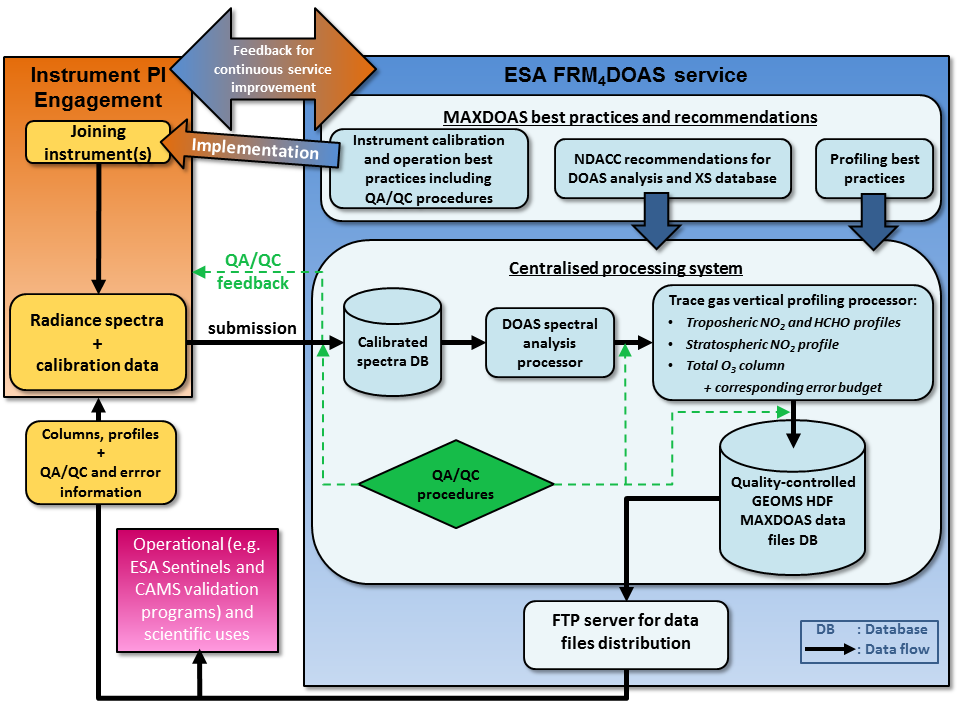 Feedback for
continuous service
improvement
Instrument PI
Engagement
Joining
instrument(s)
Implementation
ESA FRM₄DOAS service
MAXDOAS best practices and recommendations
Instrument calibration
and operation best
practices including
QA/QC procedures
NDACC recommendations for
DOAS analysis and XS database
Profiling best
practices
QA/QC
feedback
Centralised processing system
Radiance spectra
+
calibration data
submission
Calibrated
spectra DB
DOAS spectral
analysis
processor
Trace gas vertical profiling processor:
• Troposheric NO₂ and HCHO profiles
• Stratospheric NO₂ profile
• Total O₃ column
+ corresponding error budget
Columns, profiles
+
QA/QC and errror
information
QA/QC
procedures
Quality-controlled
GEOMS HDF
MAXDOAS data
files DB
Operational (e.g.
ESA Sentinels and
CAMS validation
programs) and
scientific uses
FTP server for data
files distribution
DB : Database
: Data flow